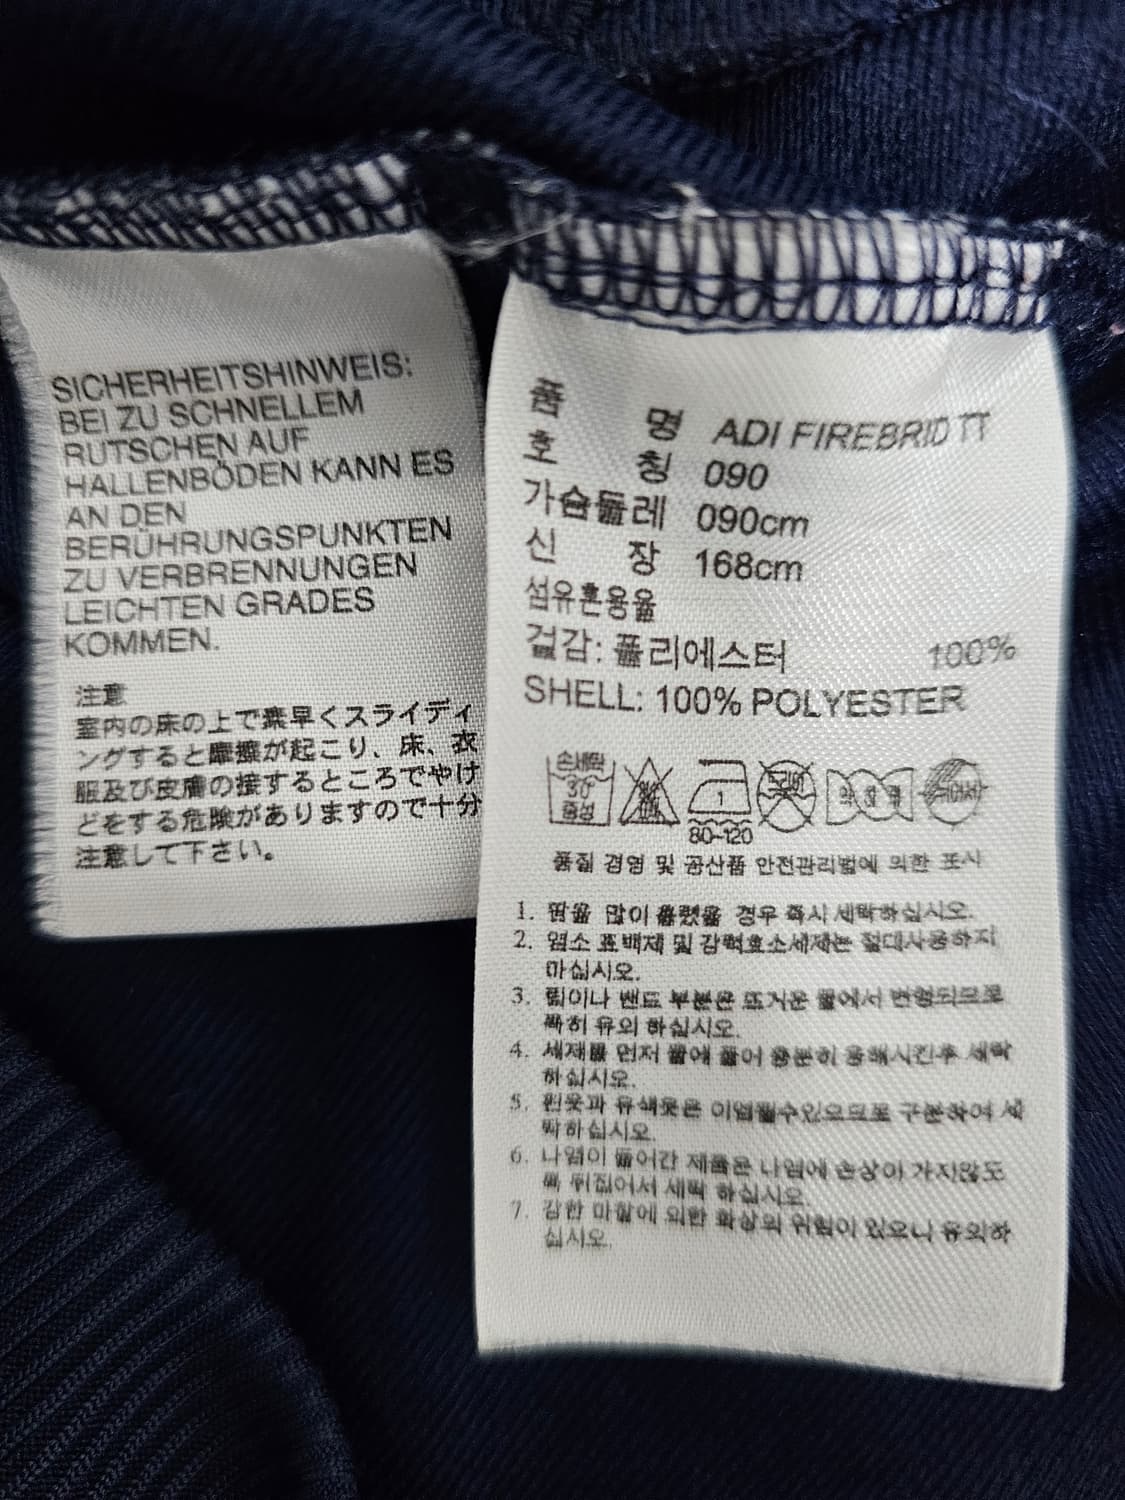 SICHERHEITSHINWEIS:
BEI ZU SCHNELLEM
RUTSCHEN AUF
HALLENBÖDEN KANN ES
AN DEN
BERÜHRUNGSPUNKTEN
ZU VERBRENNUNGEN
LEICHTEN GRADES
KOMMEN.
注意
室内の床の上で素早くスライディ
ングすると摩擦が起こり、床、衣
服及び皮膚の接するところでやけ
どをする危険がありますので十分
注意して下さい。
품 명 ADI FIREBRID TT
호 칭 090
가슴둘레 090cm
신 장 168cm
섬유혼용율
겉감: 폴리에스터 100%
SHELL: 100% POLYESTER
손세탁
30
중성
1
80~120
품질 경영 및 공산품 안전관리법에 의한 표시
1. 땀을 많이 흘렸을 경우 즉시 세탁하십시오.
2. 염소 표백제 및 강력효소세제는 절대사용하지
마십시오.
3. 립이나 밴드 부분은 뜨거운 물에서 변형되므로
특히 유의 하십시오.
4. 세제를 먼저 물에 풀어 충분히 용해시킨후 세탁
하십시오.
5. 흰옷과 유색옷은 이염될수있으므로 구분하여 세
탁하십시오.
6. 나염이 들어간 제품은 나염에 손상이 가지않도
록 뒤집어서 세탁 하십시오.
7. 강한 마찰에 의한 화상의 위험이 있으니 유의하
십시오.